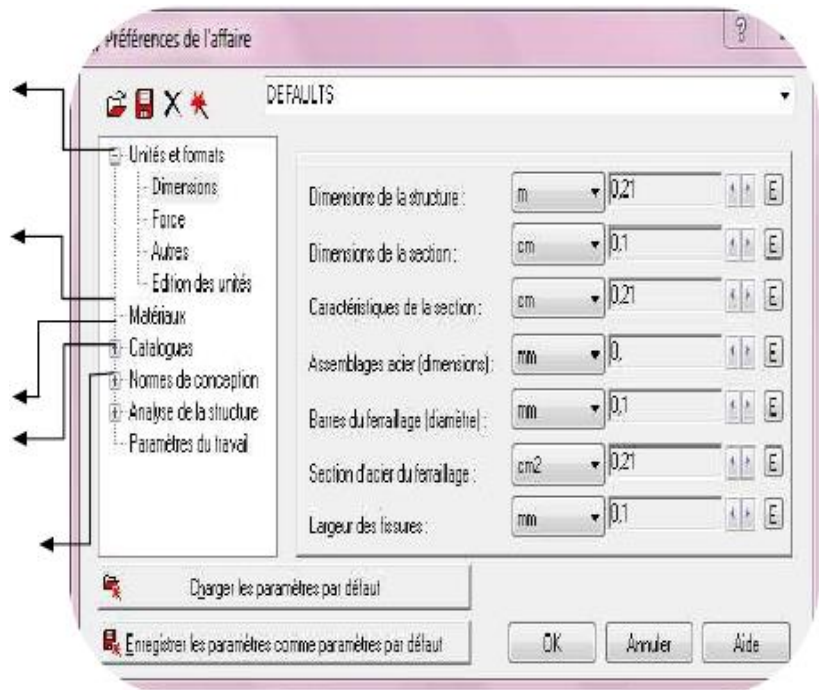 Préférences de l'affaire
DEFAULTS
Unités et formats
Dimensions
Force
Autres
Edition des unités
Matériaux
Catalogues
Normes de conception
Analyse de la structure
Paramètres du travail
Dimensions de la structure : m 0,21 E
Dimensions de la section : cm 0,1 E
Caractéristiques de la section : cm 0,21 E
Assemblages acier (dimensions) : mm 0, E
Barres du ferraillage (diamètre) : mm 0,1 E
Section d'acier du ferraillage : cm2 0,21 E
Largeur des fissures : mm 0,1 E
Charger les paramètres par défaut
Enregistrer les paramètres comme paramètres par défaut
OK Annuler Aide